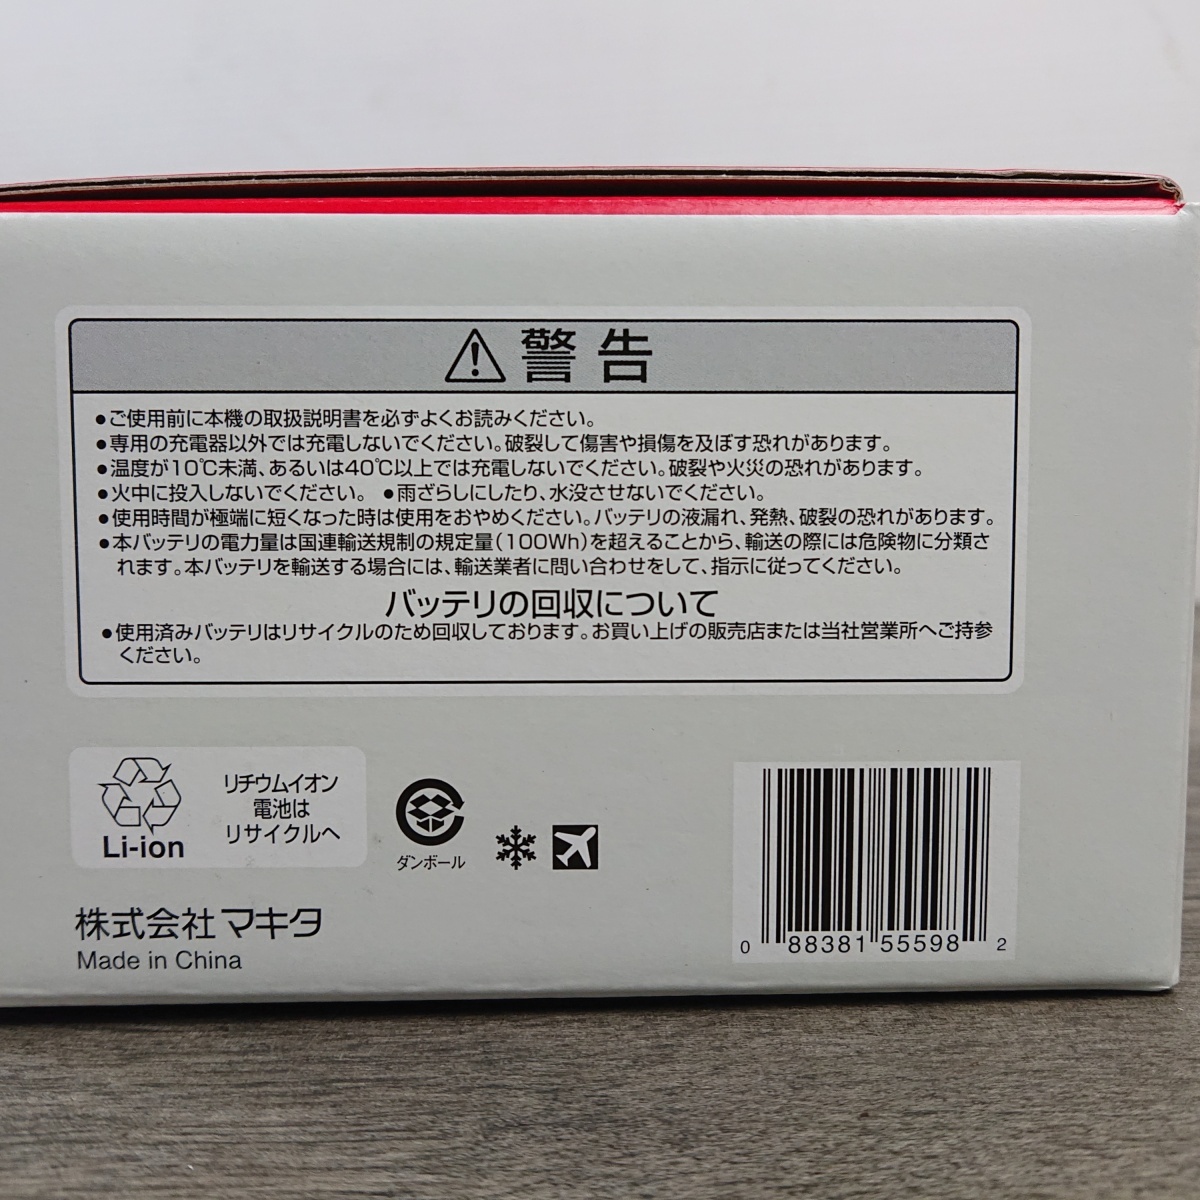 警告
●ご使用前に本機の取扱説明書を必ずよくお読みください。
●専用の充電器以外では充電しないでください。破裂して傷害や損傷を及ぼす恐れがあります。
●温度が10℃未満、あるいは40℃以上では充電しないでください。破裂や火災の恐れがあります。
●火中に投入しないでください。 ●雨ざらしにしたり、水没させないでください。
●使用時間が極端に短くなった時は使用をおやめください。バッテリの液漏れ、発熱、破裂の恐れがあります。
●本バッテリの電力量は国連輸送規制の規定量(100Wh)を超えることから、輸送の際には危険物に分類さ
れます。本バッテリを輸送する場合には、輸送業者に問い合わせをして、指示に従ってください。
バッテリの回収について
●使用済みバッテリはリサイクルのため回収しております。お買い上げの販売店または当社営業所へご持参
ください。
Li-ion
リチウムイオン
電池は
リサイクルへ
ダンボール
株式会社マキタ
Made in China
0 88381 55598 2